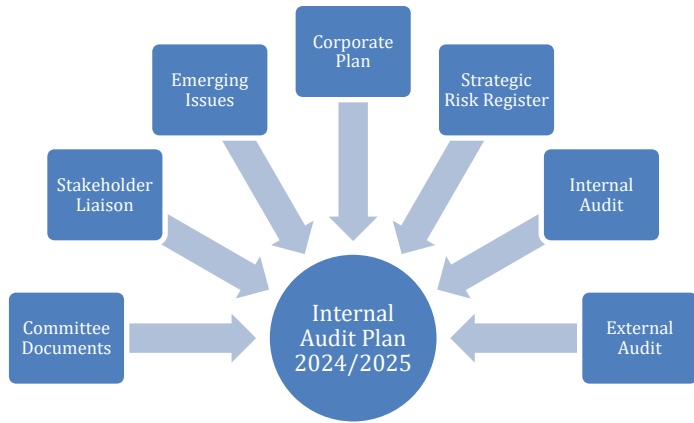 Corporate
Plan
Emerging
Issues
Strategic
Risk Register
Stakeholder
Liaison
Internal
Audit
Committee
Documents
Internal
Audit Plan
2024/2025
External
Audit